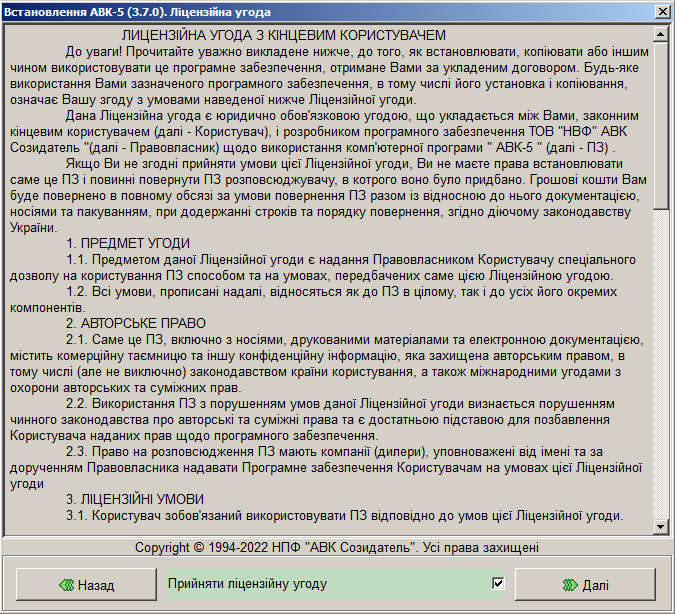 Встановлення АВК-5 (3.7.0). Ліцензійна угода
ЛИЦЕНЗІЙНА УГОДА З КІНЦЕВИМ КОРИСТУВАЧЕМ
До уваги! Прочитайте уважно викладене нижче, до того, як встановлювати, копіювати або іншим
чином використовувати це програмне забезпечення, отримане Вами за укладеним договором. Будь-яке
використання Вами зазначеного програмного забезпечення, в тому числі його установка і копіювання,
означає Вашу згоду з умовами наведеної нижче Ліцензійної угоди.
Дана Ліцензійна угода є юридично обов'язковою угодою, що укладається між Вами, законним
кінцевим користувачем (далі - Користувач), і розробником програмного забезпечення ТОВ "НВФ" АВК
Созидатель "(далі - Правовласник) щодо використання комп'ютерної програми " АВК-5 " (далі - ПЗ) .
Якщо Ви не згодні прийняти умови цієї Ліцензійної угоди, Ви не маєте права встановлювати
саме це ПЗ і повинні повернути ПЗ розповсюджувачу, в котрого воно було придбано. Грошові кошти Вам
буде повернено в повному обсязі за умови повернення ПЗ разом із відносною до нього документацією,
носіями та пакуванням, при додержанні строків та порядку повернення, згідно діючому законодавству
України.
1. ПРЕДМЕТ УГОДИ
1.1. Предметом даної Ліцензійної угоди є надання Правовласником Користувачу спеціального
дозволу на користування ПЗ способом та на умовах, передбачених саме цією Ліцензійною угодою.
1.2. Всі умови, прописані надалі, відносяться як до ПЗ в цілому, так і до усіх його окремих
компонентів.
2. АВТОРСЬКЕ ПРАВО
2.1. Саме це ПЗ, включно з носіями, друкованими матеріалами та електронною документацією,
містить комерційну таємницю та іншу конфіденційну інформацію, яка захищена авторським правом, в
тому числі (але не виключно) законодавством країни користування, а також міжнародними угодами з
охорони авторських та суміжних прав.
2.2. Використання ПЗ з порушенням умов даної Ліцензійної угоди визнається порушенням
чинного законодавства про авторські та суміжні права та є достатньою підставою для позбавлення
Користувача наданих прав щодо програмного забезпечення.
2.3. Право на розповсюдження ПЗ мають компанії (дилери), уповноважені від імені та за
дорученням Правовласника надавати Програмне забезпечення Користувачам на умовах цієї Ліцензійної
угоди
3. ЛІЦЕНЗІЙНІ УМОВИ
3.1. Користувач зобов'язаний використовувати ПЗ відповідно до умов цієї Ліцензійної угоди.
Copyright © 1994-2022 НПФ "АВК Созидатель". Усі права захищені
Назад
Прийняти ліцензійну угоду
Далі